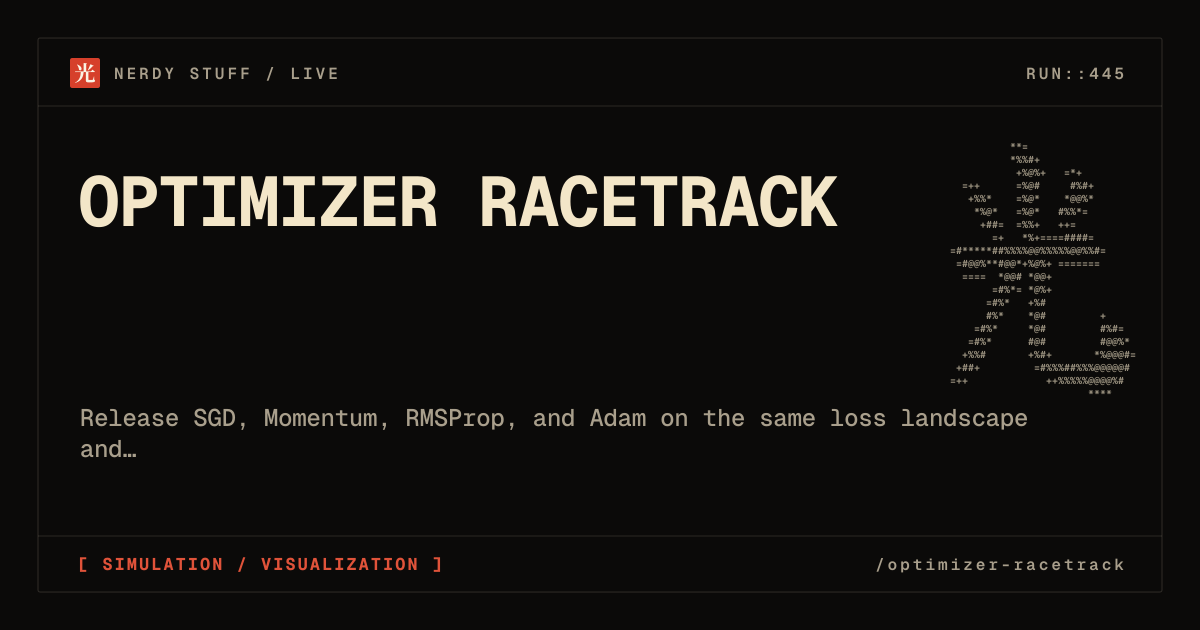 光 NERDY STUFF / LIVE
RUN::445
OPTIMIZER RACETRACK
Release SGD, Momentum, RMSProp, and Adam on the same loss landscape
and…
[ SIMULATION / VISUALIZATION ]
/optimizer-racetrack